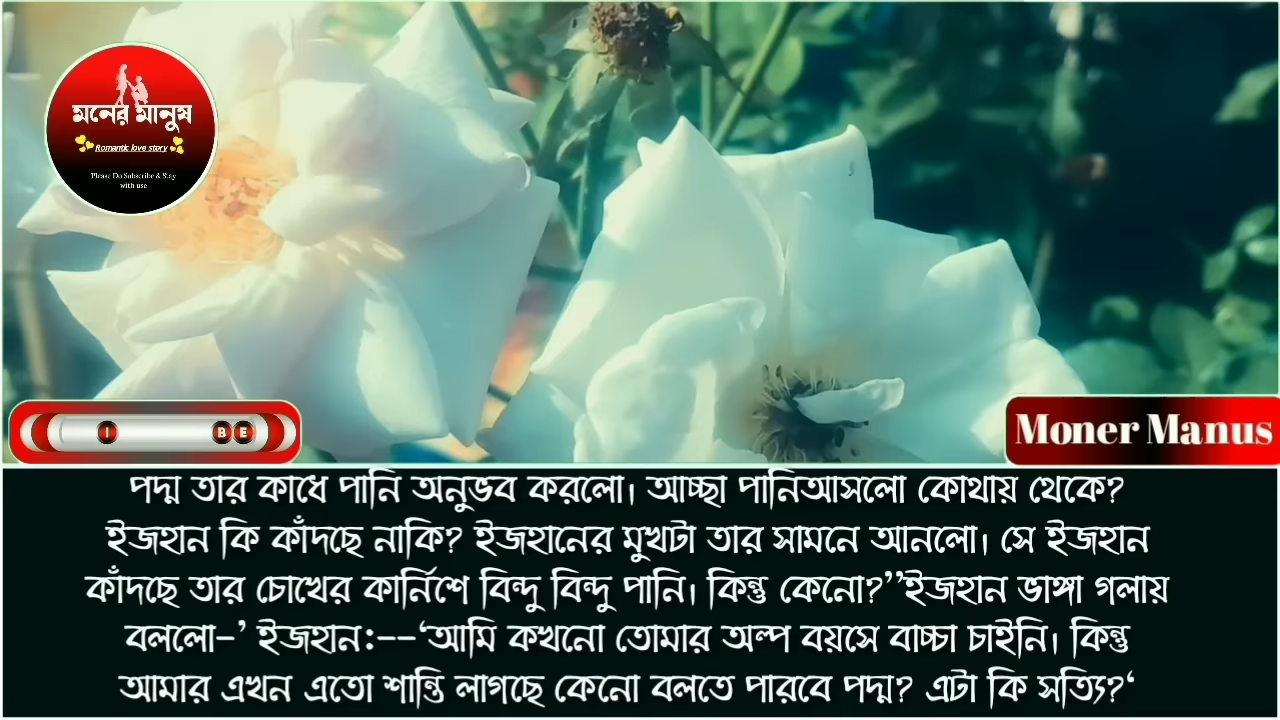 মনের মানুষ
Romantic love story
Please Do Subscribe & Stay
with use
I B E
Moner Manus
পদ্ম তার কাধে পানি অনুভব করলো। আচ্ছা পানিআসলো কোথায় থেকে?
ইজহান কি কাঁদছে নাকি? ইজহানের মুখটা তার সামনে আনলো। সে ইজহান
কাঁদছে তার চোখের কার্নিশে বিন্দু বিন্দু পানি। কিন্তু কেনো?’’ইজহান ভাঙ্গা গলায়
বললো-’ ইজহান:--‘আমি কখনো তোমার অল্প বয়সে বাচ্চা চাইনি। কিন্তু
আমার এখন এতো শান্তি লাগছে কেনো বলতে পারবে পদ্ম? এটা কি সত্যি?‘